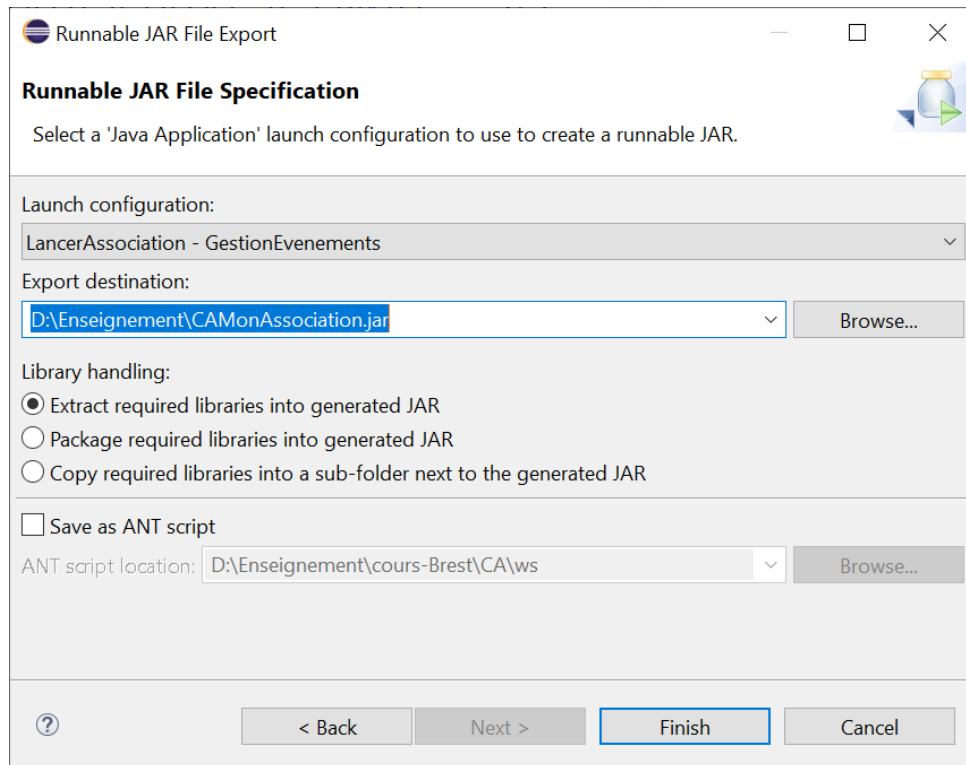 Runnable JAR File Export
Runnable JAR File Specification
Select a 'Java Application' launch configuration to use to create a runnable JAR.
Launch configuration:
LancerAssociation - GestionEvenements
Export destination:
D:\Enseignement\CAMonAssociation.jar
Browse...
Library handling:
Extract required libraries into generated JAR
Package required libraries into generated JAR
Copy required libraries into a sub-folder next to the generated JAR
Save as ANT script
ANT script location: D:\Enseignement\cours-Brest\CA\ws Browse...
? < Back Next > Finish Cancel